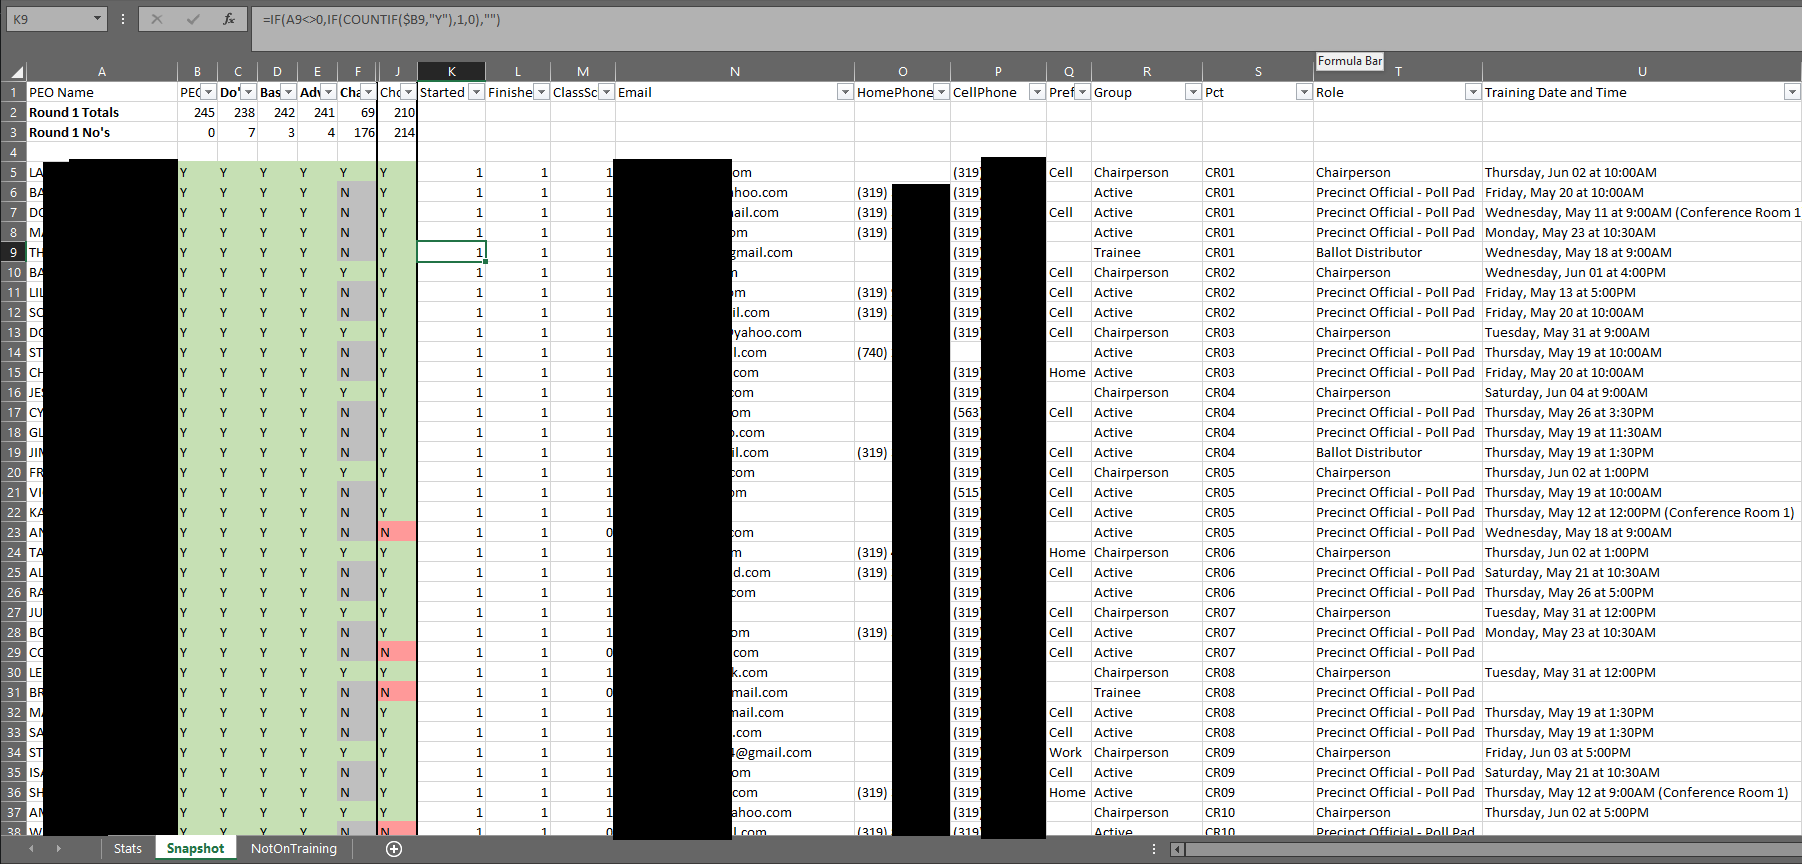 K9 fx =IF(A9<>0,IF(COUNTIF($B9,"Y"),1,0),"")
Formula Bar
A B C D E F J K L M N O P Q R S T U
1 PEO Name PEO Do' Bas Adv Cha Cho Started Finishe ClassSc Email HomePhone CellPhone Pref Group Pct Role Training Date and Time
2 Round 1 Totals 245 238 242 241 69 210
3 Round 1 No's 0 7 3 4 176 214
4
5 LA Y Y Y Y Y Y 1 1 1 om (319) Cell Chairperson CR01 Chairperson Thursday, Jun 02 at 10:00AM
6 BA Y Y Y Y N Y 1 1 1 ahoo.com (319) (319) Active CR01 Precinct Official - Poll Pad Friday, May 20 at 10:00AM
7 DO Y Y Y Y N Y 1 1 1 nail.com (319) (319) Cell Active CR01 Precinct Official - Poll Pad Wednesday, May 11 at 9:00AM (Conference Room 1
8 MA Y Y Y Y N Y 1 1 1 om (319) (319) Active CR01 Precinct Official - Poll Pad Monday, May 23 at 10:30AM
9 TH Y Y Y Y N Y 1 1 1 gmail.com (319) Trainee CR01 Ballot Distributor Wednesday, May 18 at 9:00AM
10 BA Y Y Y Y Y Y 1 1 1 (319) Cell Chairperson CR02 Chairperson Wednesday, Jun 01 at 4:00PM
11 LIL Y Y Y Y N Y 1 1 1 om (319) (319) Cell Active CR02 Precinct Official - Poll Pad Friday, May 13 at 5:00PM
12 SC Y Y Y Y N Y 1 1 1 il.com (319) (319) Cell Active CR02 Precinct Official - Poll Pad Friday, May 20 at 10:00AM
13 DO Y Y Y Y Y Y 1 1 1 yahoo.com (319) Cell Chairperson CR03 Chairperson Tuesday, May 31 at 9:00AM
14 ST Y Y Y Y N Y 1 1 1 l.com (740) Active CR03 Precinct Official - Poll Pad Thursday, May 19 at 10:00AM
15 CH Y Y Y Y N Y 1 1 1 .com (319) Home Active CR03 Precinct Official - Poll Pad Friday, May 20 at 10:00AM
16 JES Y Y Y Y Y Y 1 1 1 .com (319) Chairperson CR04 Chairperson Saturday, Jun 04 at 9:00AM
17 CY Y Y Y Y N Y 1 1 1 om (563) Cell Active CR04 Precinct Official - Poll Pad Thursday, May 26 at 3:30PM
18 GL Y Y Y Y N Y 1 1 1 o.com (319) Active CR04 Precinct Official - Poll Pad Thursday, May 19 at 11:30AM
19 JIM Y Y Y Y N Y 1 1 1 il.com (319) (319) Cell Active CR04 Ballot Distributor Thursday, May 19 at 1:30PM
20 FR Y Y Y Y Y Y 1 1 1 .com (319) Cell Chairperson CR05 Chairperson Thursday, Jun 02 at 1:00PM
21 VI Y Y Y Y N Y 1 1 1 om (515) Cell Active CR05 Precinct Official - Poll Pad Thursday, May 19 at 10:00AM
22 KA Y Y Y Y N Y 1 1 1 (319) Cell Active CR05 Precinct Official - Poll Pad Thursday, May 12 at 12:00PM (Conference Room 1)
23 AN Y Y Y Y N N 1 1 0 .com (319) Active CR05 Precinct Official - Poll Pad Wednesday, May 18 at 9:00AM
24 TA Y Y Y Y Y Y 1 1 1 m (319) (319) Home Chairperson CR06 Chairperson Thursday, Jun 02 at 1:00PM
25 AL Y Y Y Y N Y 1 1 1 d.com (319) (319) Cell Active CR06 Precinct Official - Poll Pad Saturday, May 21 at 10:30AM
26 RA Y Y Y Y N Y 1 1 1 .com (319) Active CR06 Precinct Official - Poll Pad Thursday, May 26 at 5:00PM
27 JU Y Y Y Y Y Y 1 1 1 (319) Cell Chairperson CR07 Chairperson Tuesday, May 31 at 12:00PM
28 BO Y Y Y Y N Y 1 1 1 om (319) (319) Cell Active CR07 Precinct Official - Poll Pad Monday, May 23 at 10:30AM
29 CO Y Y Y Y N N 1 1 0 .com (319) Cell Active CR07 Precinct Official - Poll Pad
30 LE Y Y Y Y Y Y 1 1 1 k.com (319) Chairperson CR08 Chairperson Tuesday, May 31 at 12:00PM
31 BR Y Y Y Y N N 1 1 0 mail.com (319) Trainee CR08 Precinct Official - Poll Pad
32 MA Y Y Y Y N Y 1 1 1 nail.com (319) Cell Active CR08 Precinct Official - Poll Pad Thursday, May 19 at 1:30PM
33 SA Y Y Y Y N Y 1 1 1 .com (319) Cell Active CR08 Precinct Official - Poll Pad Thursday, May 19 at 1:30PM
34 ST Y Y Y Y Y Y 1 1 1 4@gmail.com (319) Work Chairperson CR09 Chairperson Friday, Jun 03 at 5:00PM
35 ISA Y Y Y Y N Y 1 1 1 om (319) Cell Active CR09 Precinct Official - Poll Pad Saturday, May 21 at 10:30AM
36 SH Y Y Y Y N Y 1 1 1 .com (319) (319) Home Active CR09 Precinct Official - Poll Pad Thursday, May 12 at 9:00AM (Conference Room 1)
37 AN Y Y Y Y Y Y 1 1 1 ahoo.com (319) Chairperson CR10 Chairperson Thursday, Jun 02 at 5:00PM
38 W Y Y Y Y N N 1 1 0 l.com (319) (319) Active CR10 Precinct Official - Poll Pad
Stats Snapshot NotOnTraining